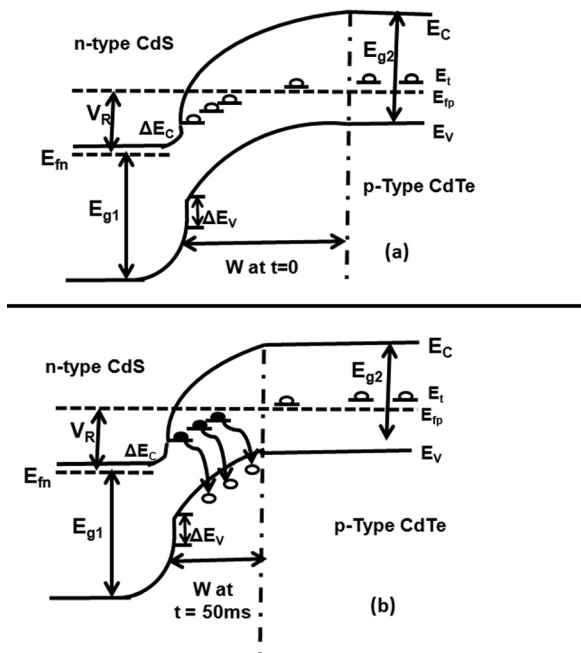 n-type CdS
E_C
E_g2
E_t
E_fp
V_R
ΔE_C
E_fn
E_V
E_g1
ΔE_V
p-Type CdTe
W at t=0
(a)
n-type CdS
E_C
E_g2
E_t
E_fp
V_R
ΔE_C
E_fn
E_V
E_g1
ΔE_V
p-Type CdTe
W at
t = 50ms
(b)